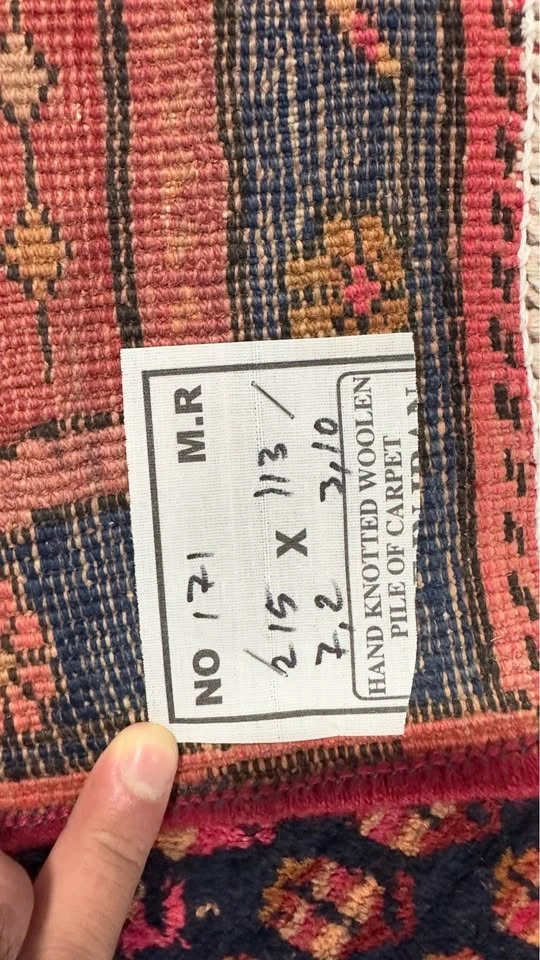 NO 171 M.R
215 X 113 /
7,2 3,10
HAND KNOTTED WOOLEN
PILE OF CARPET